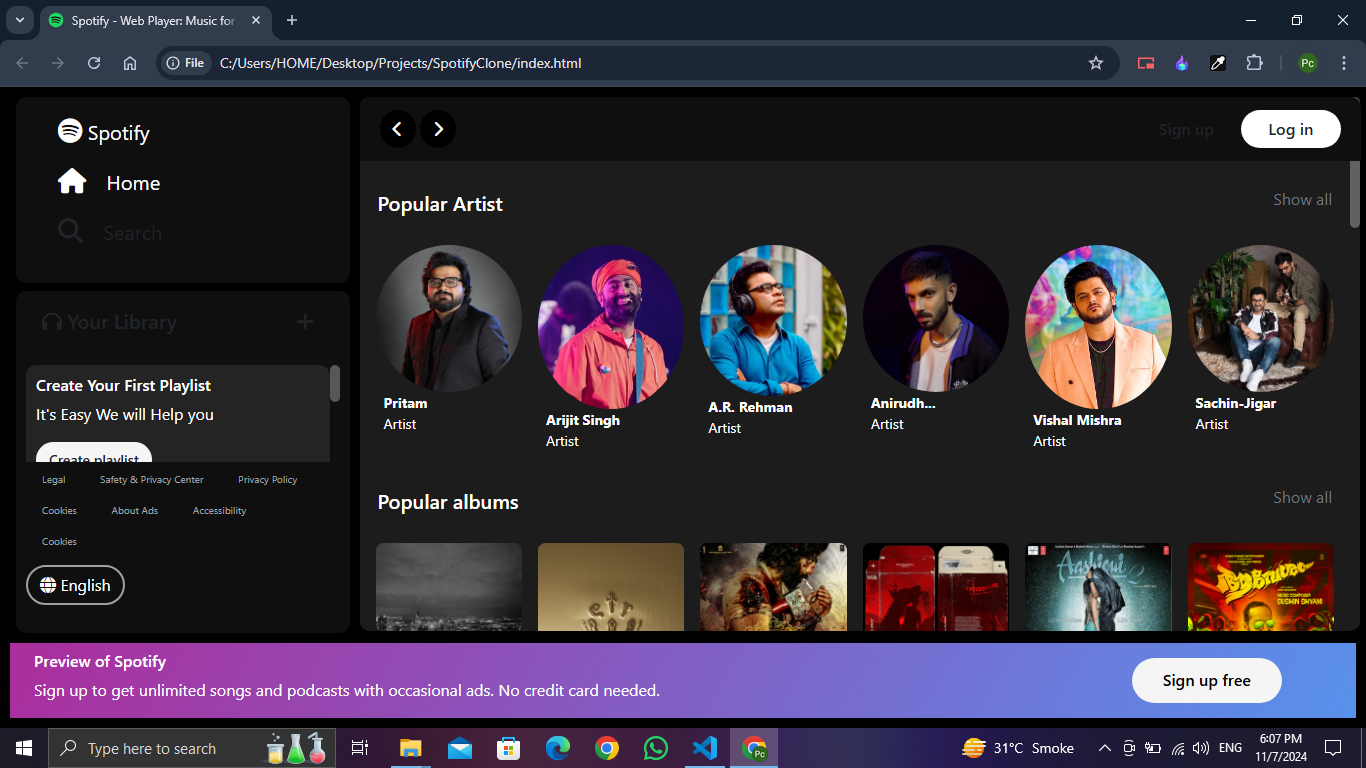 Spotify - Web Player: Music for
File
C:/Users/HOME/Desktop/Projects/SpotifyClone/index.html
Pc
Spotify
Home
Search
Your Library
Create Your First Playlist
It's Easy We will Help you
Create playlist
Legal Safety & Privacy Center Privacy Policy
Cookies About Ads Accessibility
Cookies
English
Sign up Log in
Popular Artist Show all
Pritam
Artist
Arijit Singh
Artist
A.R. Rehman
Artist
Anirudh...
Artist
Vishal Mishra
Artist
Sachin-Jigar
Artist
Popular albums Show all
Aashiqui 2
Preview of Spotify
Sign up to get unlimited songs and podcasts with occasional ads. No credit card needed.
Sign up free
Type here to search
Pc
31°C Smoke
ENG
6:07 PM
11/7/2024